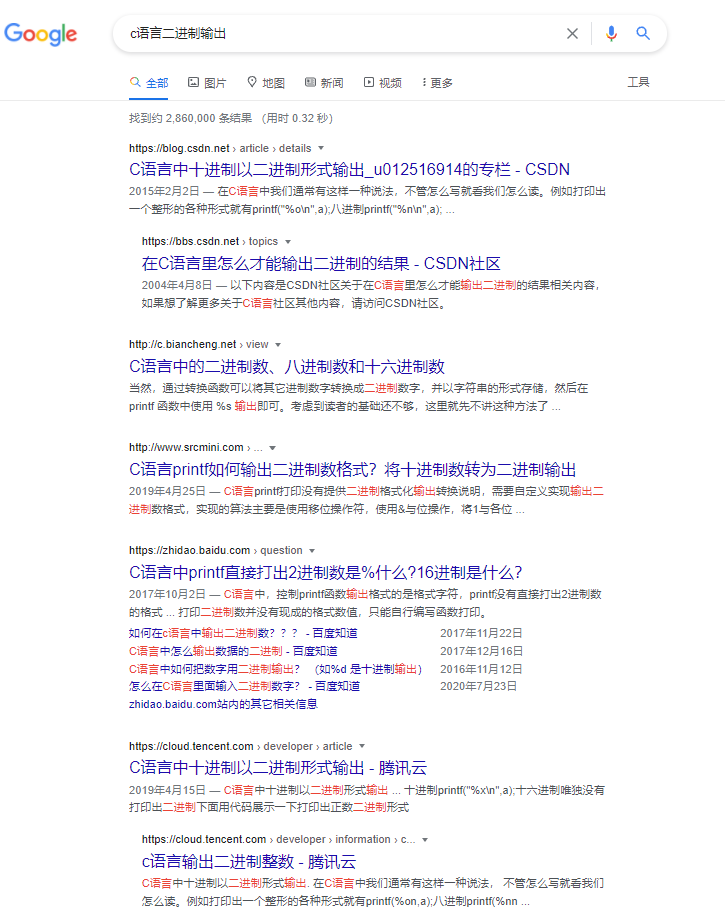 Google
c语言二进制输出
全部 图片 地图 新闻 视频 更多 工具
找到约 2,860,000 条结果 （用时 0.32 秒）
https://blog.csdn.net › article › details
C语言中十进制以二进制形式输出_u012516914的专栏 - CSDN
2015年2月2日 — 在C语言中我们通常有这样一种说法，不管怎么写就看我们怎么读。例如打印出
一个整形的各种形式就有printf("%o\n",a);八进制printf("%n\n",a); ...
https://bbs.csdn.net › topics
在C语言里怎么才能输出二进制的结果 - CSDN社区
2004年4月8日 — 以下内容是CSDN社区关于在C语言里怎么才能输出二进制的结果相关内容，
如果想了解更多关于C语言社区其他内容，请访问CSDN社区。
http://c.biancheng.net › view
C语言中的二进制数、八进制数和十六进制数
当然，通过转换函数可以将其它进制数字转换成二进制数字，并以字符串的形式存储，然后在
printf 函数中使用 %s 输出即可。考虑到读者的基础还不够，这里就先不讲这种方法了 ...
http://www.srcmini.com › ...
C语言printf如何输出二进制数格式？将十进制数转为二进制输出
2019年4月25日 — C语言printf打印没有提供二进制格式化输出转换说明，需要自定义实现输出二
进制数格式，实现的算法主要是使用移位操作符，使用&与位操作，将1与各位 ...
https://zhidao.baidu.com › question
C语言中printf直接打出2进制数是%什么?16进制是什么?
2017年10月2日 — C语言中，控制printf函数输出格式的是格式字符，printf没有直接打出2进制数
的格式 ... 打印二进制数并没有现成的格式数值，只能自行编写函数打印。
如何在c语言中输出二进制数？？？ - 百度知道 2017年11月22日
C语言中怎么输出数据的二进制 - 百度知道 2017年12月16日
C语言中如何把数字用二进制输出？ （如%d 是十进制输出） 2016年11月12日
怎么在C语言里面输入二进制数字？ - 百度知道 2020年7月23日
zhidao.baidu.com站内的其它相关信息
https://cloud.tencent.com › developer › article
C语言中十进制以二进制形式输出 - 腾讯云
2019年4月15日 — C语言中十进制以二进制形式输出 ... 十进制printf("%x\n",a);十六进制唯独没有
打印出二进制下面用代码展示一下打印出正数二进制形式
https://cloud.tencent.com › developer › information › c...
c语言输出二进制整数 - 腾讯云
C语言中十进制以二进制形式输出. 在C语言中我们通常有这样一种说法， 不管怎么写就看我们
怎么读。例如打印出一个整形的各种形式就有printf(%on,a);八进制printf(%nn ...